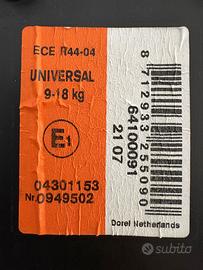 ECE R44-04
UNIVERSAL
9-18 kg
E1
04301153
Nr.0949502
8 712933 255090
64100091
21 07
Dorel Netherlands
subito